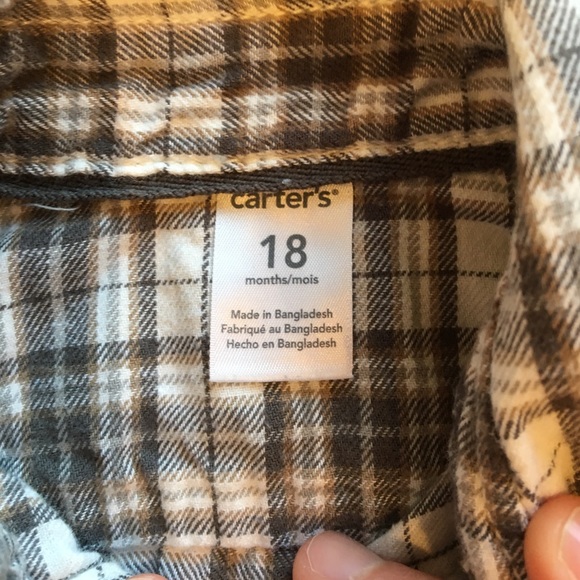 carter's®
18
months/mois
Made in Bangladesh
Fabriqué au Bangladesh
Hecho en Bangladesh